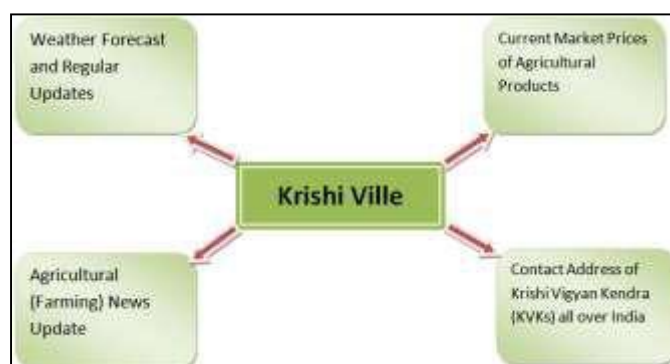 Weather Forecast
and Regular
Updates
Current Market Prices
of Agricultural
Products
Krishi Ville
Agricultural
(Farming) News
Update
Contact Address of
Krishi Vigyan Kendra
(KVKs) all over India